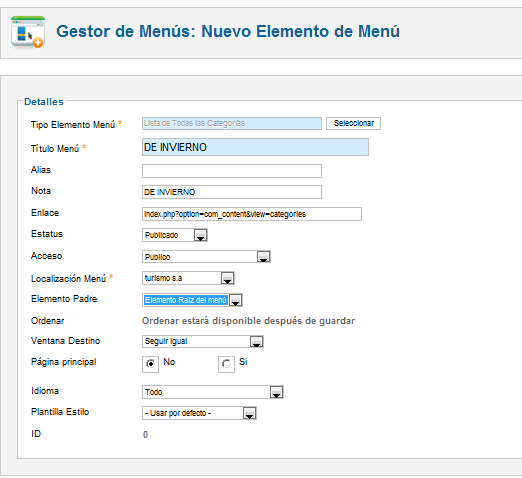 Gestor de Menús: Nuevo Elemento de Menú
Detalles
Tipo Elemento Menú * Lista de Todas las Categorías Seleccionar
Título Menú * DE INVIERNO
Alias
Nota DE INVIERNO
Enlace index.php?option=com_content&view=categories
Estatus Publicado
Acceso Publico
Localización Menú * turismo s.a
Elemento Padre Elemento Raiz del menú
Ordenar Ordenar estará disponible después de guardar
Ventana Destino Seguir Igual
Página principal No Si
Idioma Todo
Plantilla Estilo - Usar por defecto -
ID 0